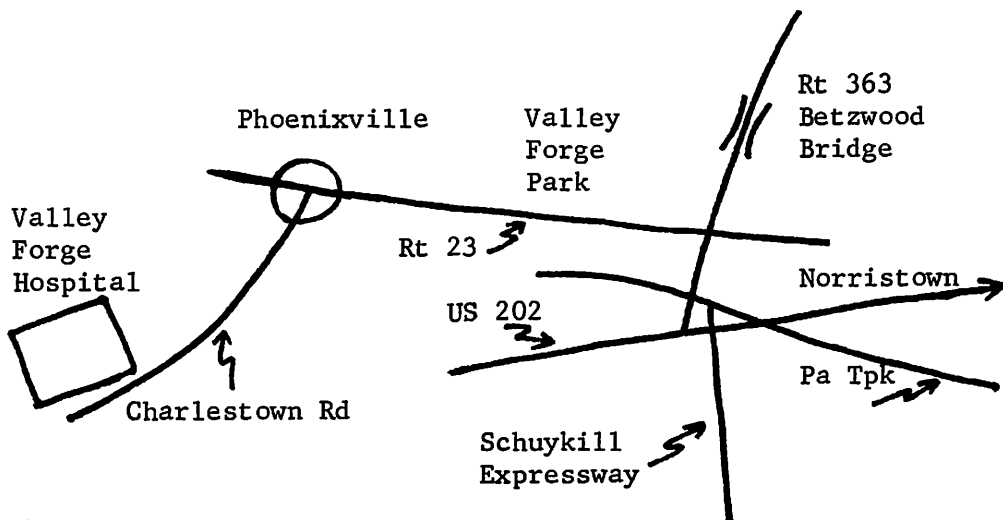 Rt 363
Betzwood
Bridge
Phoenixville
Valley
Forge
Park
Valley
Forge
Hospital
Rt 23
Norristown
US 202
Pa Tpk
Charlestown Rd
Schuykill
Expressway